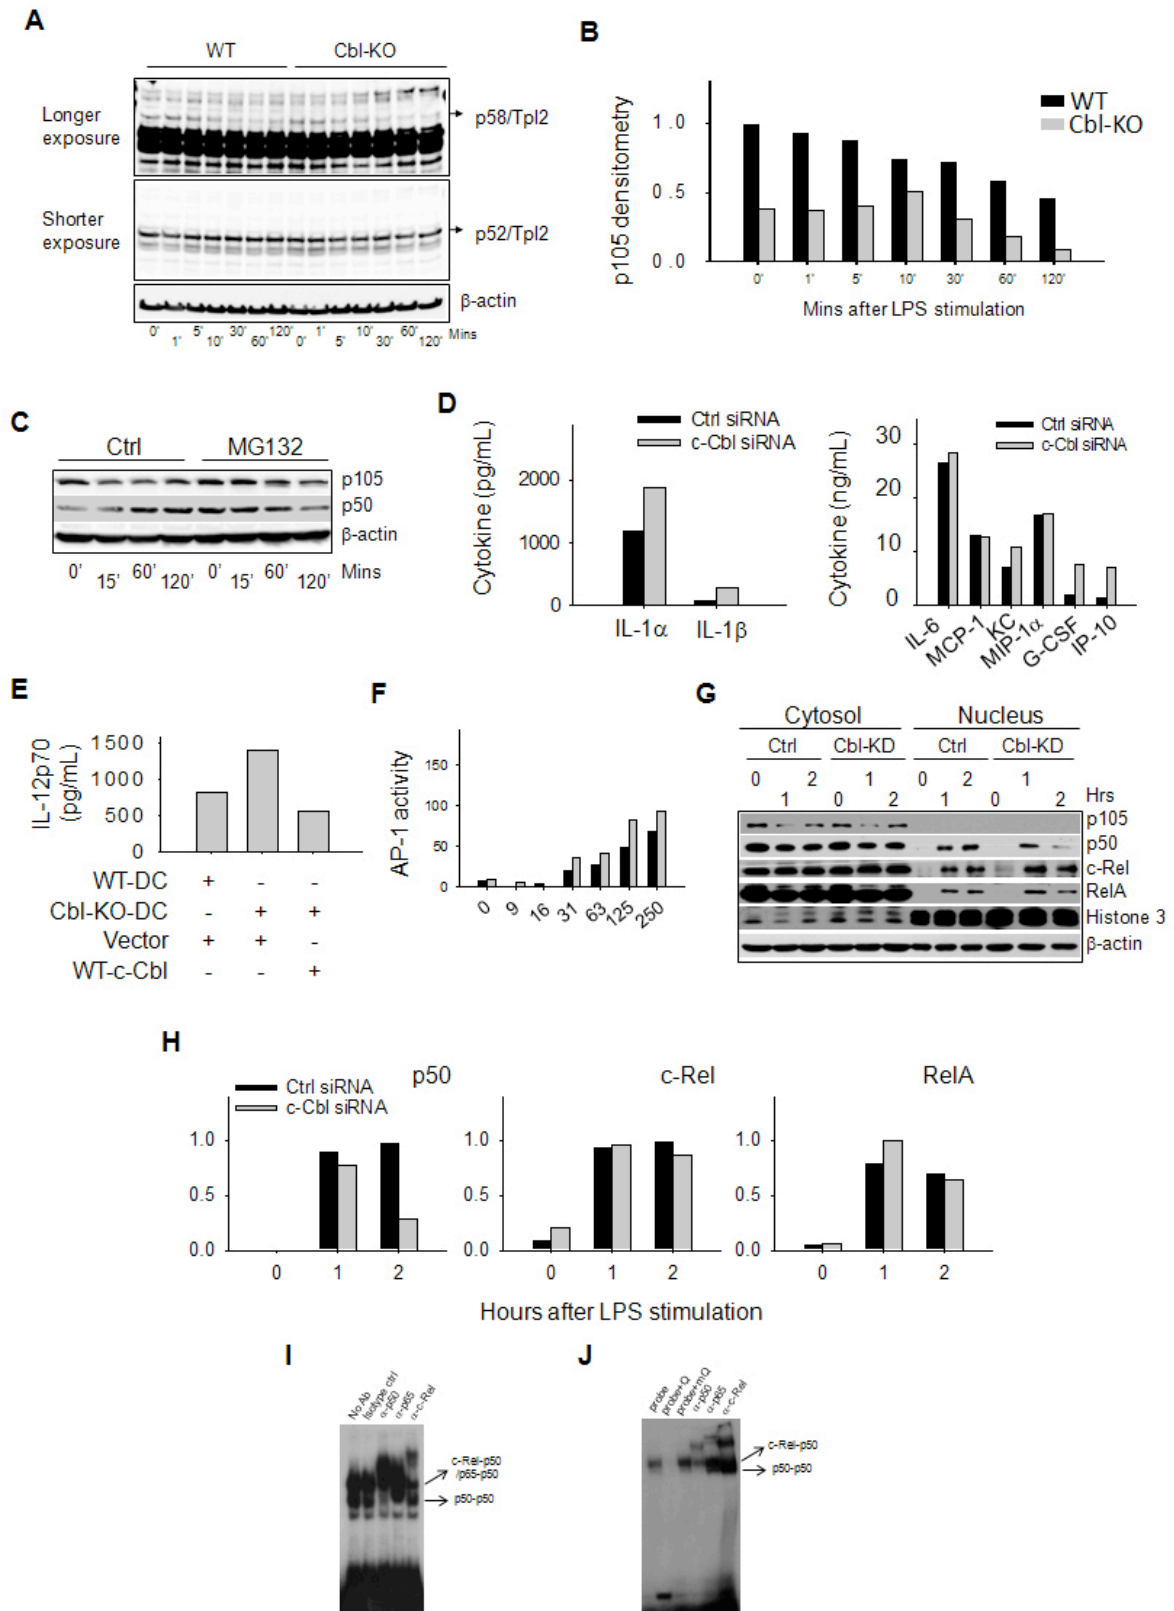 A
WT Cbl-KO
Longer
exposure
p58/Tpl2
Shorter
exposure
p52/Tpl2
β-actin
0' 5' 10' 30' 120' 1' 10' 60'
1' 60' 0' 5' 30' 120' Mins
B
WT
Cbl-KO
p105 densitometry
1.0
0.5
0.0
0' 1' 5' 10' 30' 60' 120'
Mins after LPS stimulation
C
Ctrl MG132
p105
p50
β-actin
0' 15' 60' 120' 0' 15' 60' 120' Mins
D
Ctrl siRNA
c-Cbl siRNA
Cytokine (pg/mL)
2000
1000
0
IL-1α IL-1β
Ctrl siRNA
c-Cbl siRNA
Cytokine (ng/mL)
30
20
10
0
IL-6 MCP-1 KC MIP-1α G-CSF IP-10
E
IL-12p70
(pg/mL)
1500
1000
500
0
WT-DC + - -
Cbl-KO-DC - + +
Vector + + -
WT-c-Cbl - - +
F
AP-1 activity
150
100
50
0
0 9 16 31 63 125 250
G
Cytosol Nucleus
Ctrl Cbl-KD Ctrl Cbl-KD
0 2 1 0 2 1
1 0 2 1 0 2 Hrs
p105
p50
c-Rel
RelA
Histone 3
β-actin
H
Ctrl siRNA
c-Cbl siRNA
p50 c-Rel RelA
1.0 1.0 1.0
0.5 0.5 0.5
0.0 0.0 0.0
0 1 2 0 1 2 0 1 2
Hours after LPS stimulation
I
No Ab Isotype ctrl α-p50 α-p65 α-c-Rel
c-Rel-p50
/p65-p50
p50-p50
J
probe probe+Q probe+mQ α-p50 α-p65 α-c-Rel
c-Rel-p50
p50-p50